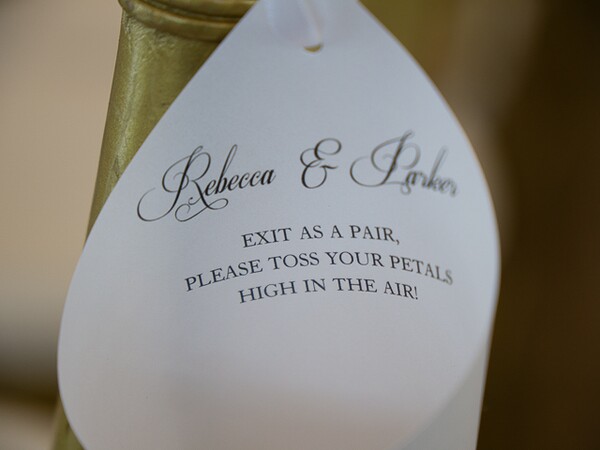 Rebecca & Parker
EXIT AS A PAIR,
PLEASE TOSS YOUR PETALS
HIGH IN THE AIR!